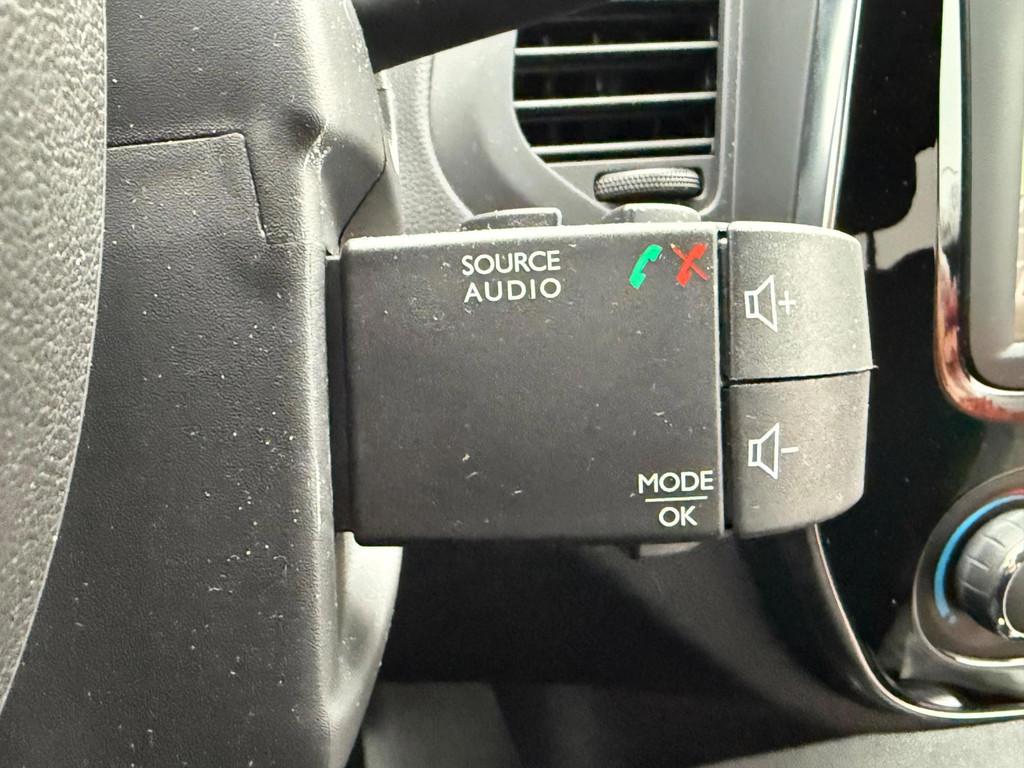 SOURCE
AUDIO
+
-
MODE
OK